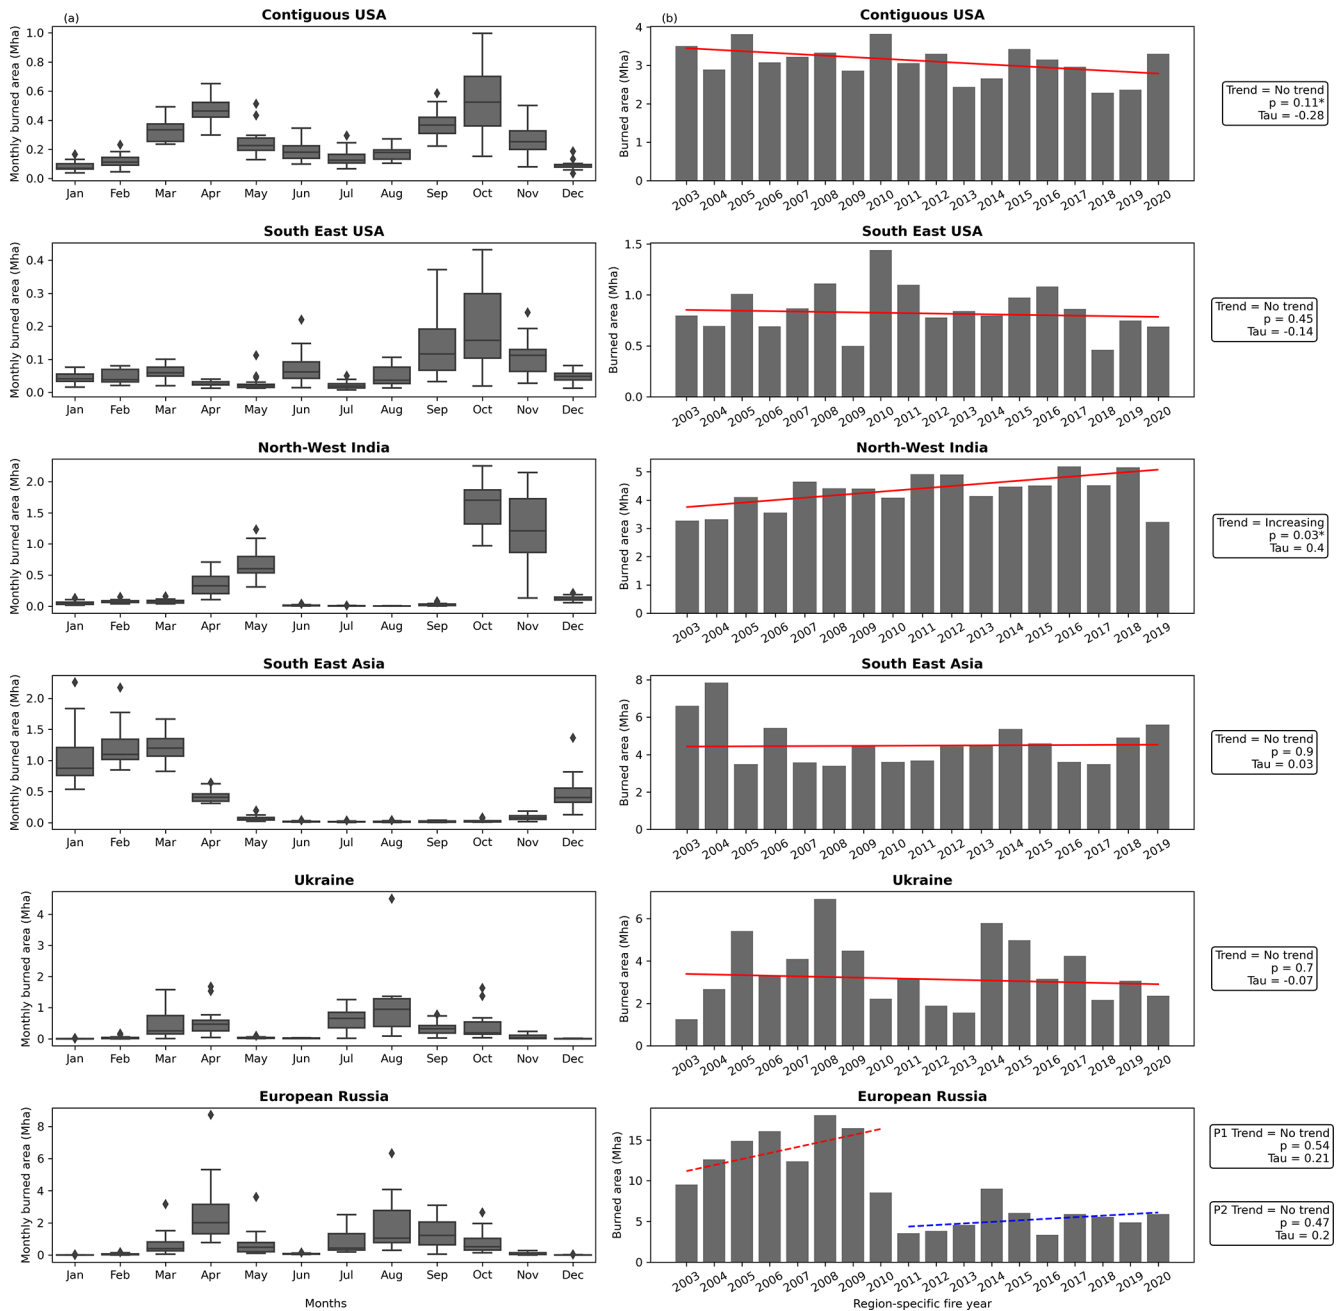 (a)
Contiguous USA
Monthly burned area (Mha)
1.0
0.8
0.6
0.4
0.2
0.0
Jan Feb Mar Apr May Jun Jul Aug Sep Oct Nov Dec
(b)
Contiguous USA
Burned area (Mha)
4
3
2
1
0
2003 2004 2005 2006 2007 2008 2009 2010 2011 2012 2013 2014 2015 2016 2017 2018 2019 2020
Trend = No trend
p = 0.11*
Tau = -0.28
South East USA
Monthly burned area (Mha)
0.4
0.3
0.2
0.1
0.0
Jan Feb Mar Apr May Jun Jul Aug Sep Oct Nov Dec
South East USA
Burned area (Mha)
1.5
1.0
0.5
0.0
2003 2004 2005 2006 2007 2008 2009 2010 2011 2012 2013 2014 2015 2016 2017 2018 2019 2020
Trend = No trend
p = 0.45
Tau = -0.14
North-West India
Monthly burned area (Mha)
2.0
1.5
1.0
0.5
0.0
Jan Feb Mar Apr May Jun Jul Aug Sep Oct Nov Dec
North-West India
Burned area (Mha)
5
4
3
2
1
0
2003 2004 2005 2006 2007 2008 2009 2010 2011 2012 2013 2014 2015 2016 2017 2018 2019
Trend = Increasing
p = 0.03*
Tau = 0.4
South East Asia
Monthly burned area (Mha)
2.0
1.5
1.0
0.5
0.0
Jan Feb Mar Apr May Jun Jul Aug Sep Oct Nov Dec
South East Asia
Burned area (Mha)
8
6
4
2
0
2003 2004 2005 2006 2007 2008 2009 2010 2011 2012 2013 2014 2015 2016 2017 2018 2019
Trend = No trend
p = 0.9
Tau = 0.03
Ukraine
Monthly burned area (Mha)
4
3
2
1
0
Jan Feb Mar Apr May Jun Jul Aug Sep Oct Nov Dec
Ukraine
Burned area (Mha)
6
4
2
0
2003 2004 2005 2006 2007 2008 2009 2010 2011 2012 2013 2014 2015 2016 2017 2018 2019 2020
Trend = No trend
p = 0.7
Tau = -0.07
European Russia
Monthly burned area (Mha)
8
6
4
2
0
Jan Feb Mar Apr May Jun Jul Aug Sep Oct Nov Dec
Months
European Russia
Burned area (Mha)
15
10
5
0
2003 2004 2005 2006 2007 2008 2009 2010 2011 2012 2013 2014 2015 2016 2017 2018 2019 2020
Region-specific fire year
P1 Trend = No trend
p = 0.54
Tau = 0.21
P2 Trend = No trend
p = 0.47
Tau = 0.2